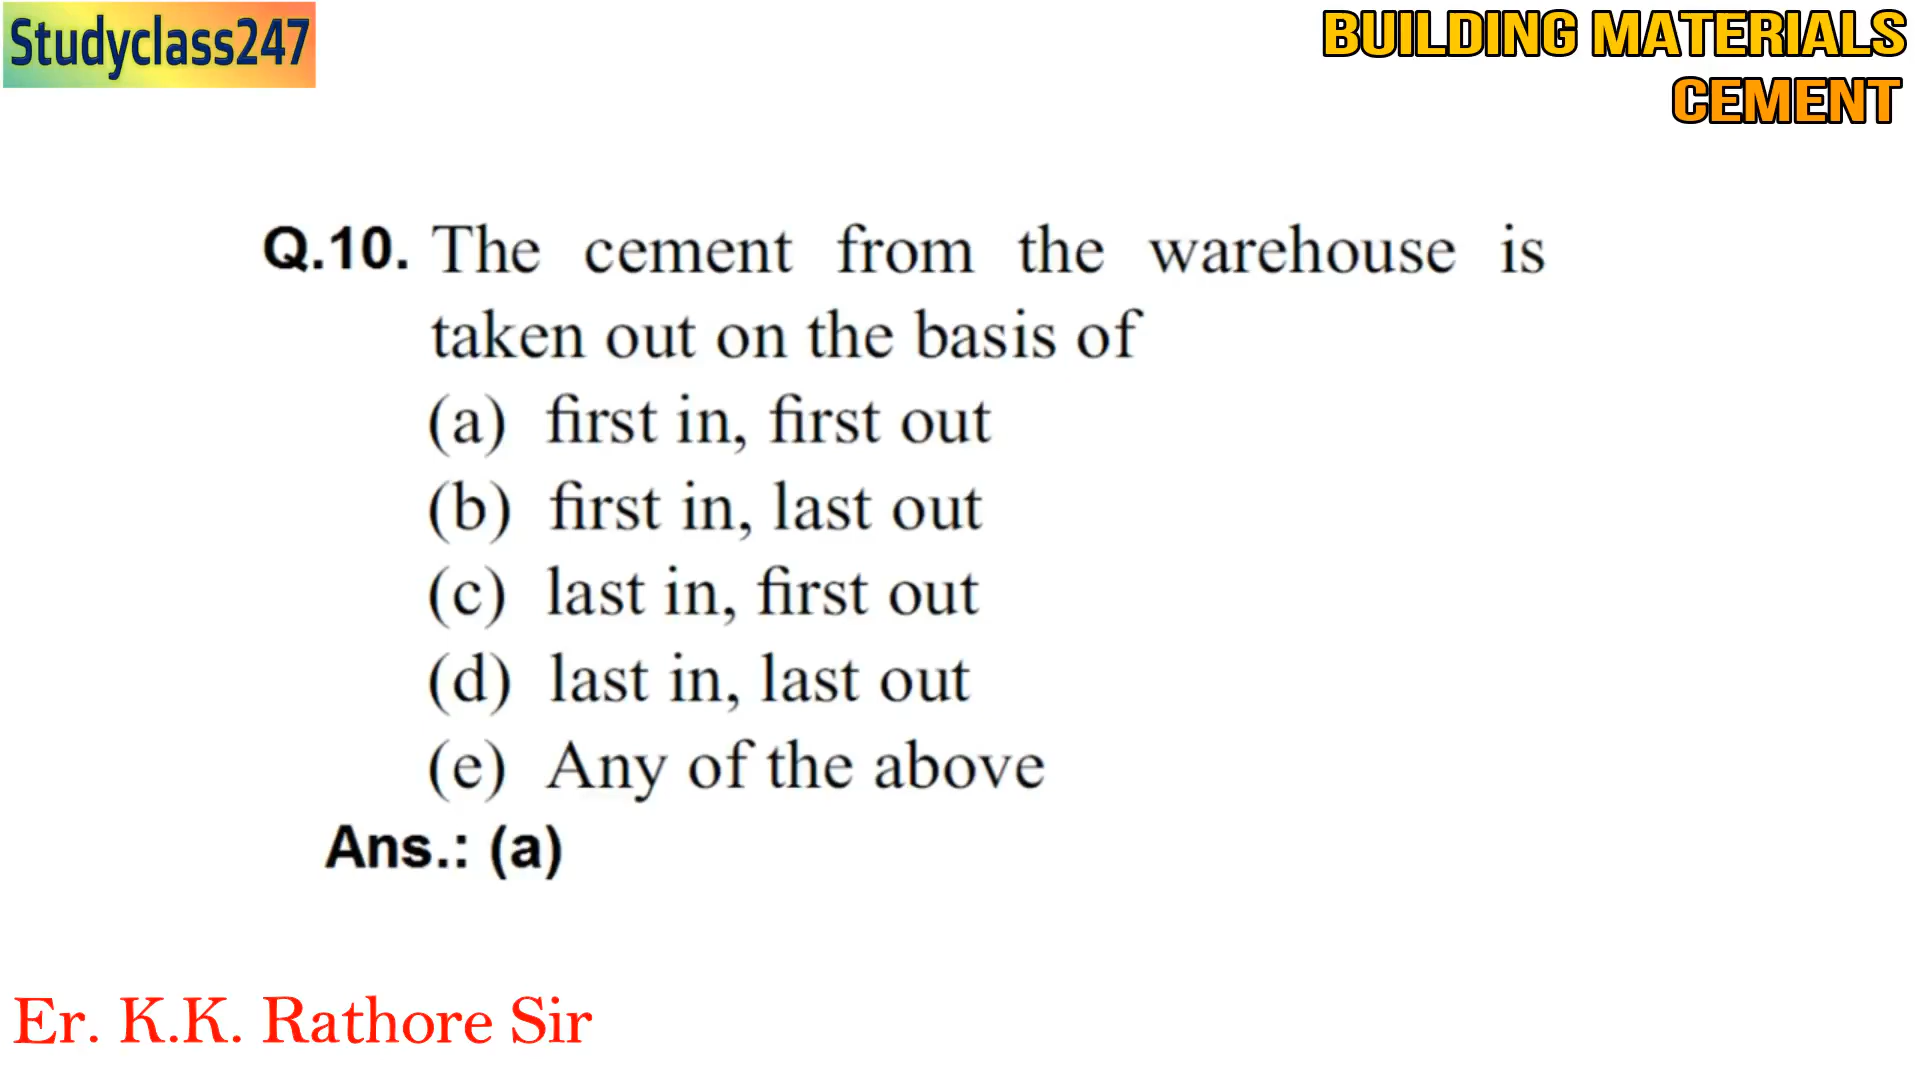 Studyclass247
BUILDING MATERIALS
CEMENT
Q.10. The cement from the warehouse is
taken out on the basis of
(a) first in, first out
(b) first in, last out
(c) last in, first out
(d) last in, last out
(e) Any of the above
Ans.: (a)
Er. K.K. Rathore Sir